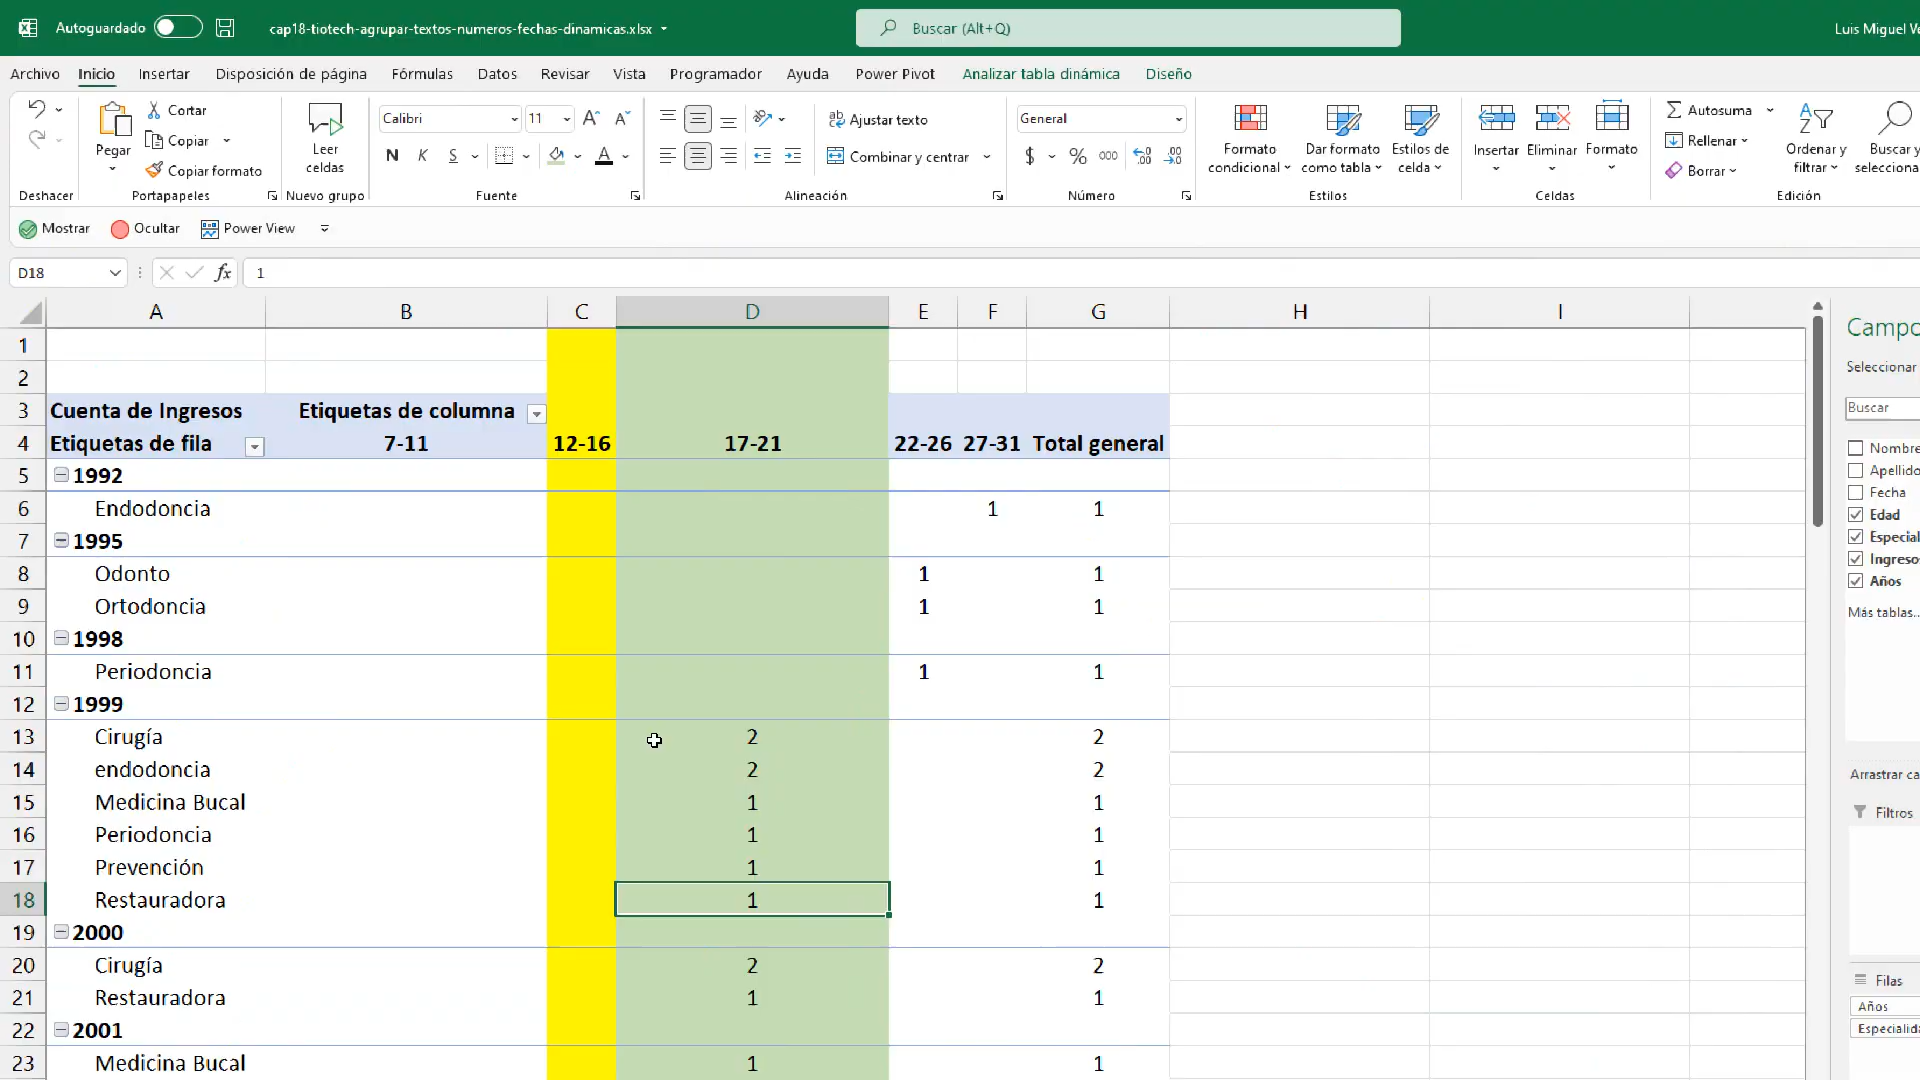 Autoguardado
cap18-tiotech-agrupar-textos-numeros-fechas-dinamicas.xlsx
Buscar (Alt+Q)
Luis Miguel Ve
Archivo Inicio Insertar Disposición de página Fórmulas Datos Revisar Vista Programador Ayuda Power Pivot Analizar tabla dinámica Diseño
Pegar
Cortar
Copiar
Copiar formato
Leer celdas
Calibri 11
N K S
A
Ajustar texto
Combinar y centrar
General
$ % 000
Formato condicional
Dar formato como tabla
Estilos de celda
Insertar Eliminar Formato
Autosuma
Rellenar
Borrar
Ordenar y filtrar
Buscar y selecciona
Deshacer Portapapeles Nuevo grupo Fuente Alineación Número Estilos Celdas Edición
Mostrar Ocultar Power View
D18 fx 1
A B C D E F G H I
1
2
3 Cuenta de Ingresos Etiquetas de columna
4 Etiquetas de fila 7-11 12-16 17-21 22-26 27-31 Total general
5 1992
6 Endodoncia 1 1
7 1995
8 Odonto 1 1
9 Ortodoncia 1 1
10 1998
11 Periodoncia 1 1
12 1999
13 Cirugía 2 2
14 endodoncia 2 2
15 Medicina Bucal 1 1
16 Periodoncia 1 1
17 Prevención 1 1
18 Restauradora 1 1
19 2000
20 Cirugía 2 2
21 Restauradora 1 1
22 2001
23 Medicina Bucal 1 1
Campo
Seleccionar
Buscar
Nombre
Apellido
Fecha
Edad
Especial
Ingreso
Años
Más tablas..
Arrastrar ca
Filtros
Filas
Años
Especialida